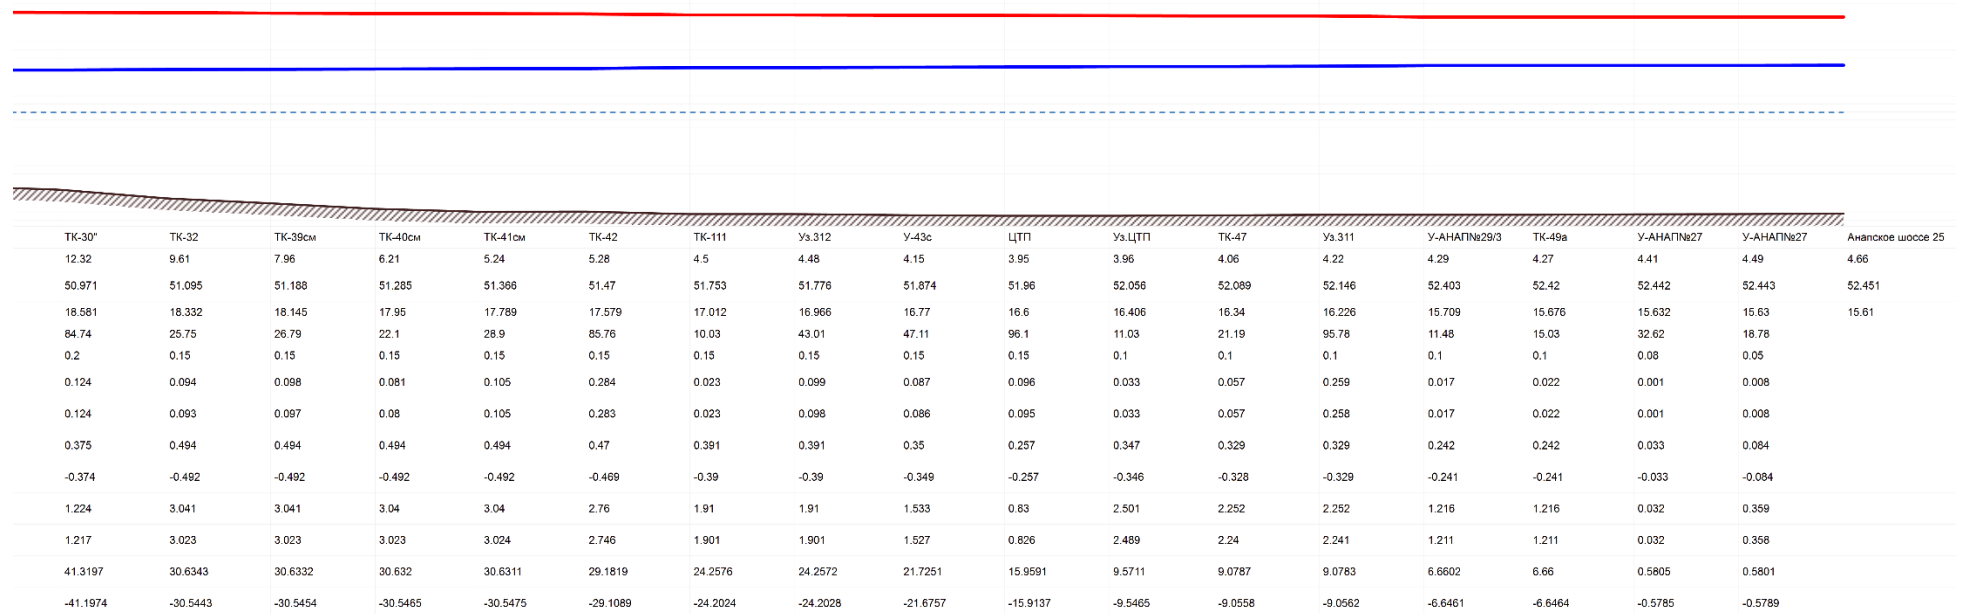 ТК-30" ТК-32 ТК-39см ТК-40см ТК-41см ТК-42 ТК-111 Уз.312 У-43с ЦТП Уз.ЦТП ТК-47 Уз.311 У-АНАП№29/3 ТК-49а У-АНАП№27 У-АНАП№27 Анапское шоссе 25
12.32 9.61 7.96 6.21 5.24 5.28 4.5 4.48 4.15 3.95 3.96 4.06 4.22 4.29 4.27 4.41 4.49 4.66
50.971 51.095 51.188 51.285 51.366 51.47 51.753 51.776 51.874 51.96 52.056 52.089 52.146 52.403 52.42 52.442 52.443 52.451
18.581 18.332 18.145 17.95 17.789 17.579 17.012 16.966 16.77 16.6 16.406 16.34 16.226 15.709 15.676 15.632 15.63 15.61
84.74 25.75 26.79 22.1 28.9 85.76 10.03 43.01 47.11 96.1 11.03 21.19 95.78 11.48 15.03 32.62 18.78
0.2 0.15 0.15 0.15 0.15 0.15 0.15 0.15 0.15 0.15 0.1 0.1 0.1 0.1 0.1 0.08 0.05
0.124 0.094 0.098 0.081 0.105 0.284 0.023 0.099 0.087 0.096 0.033 0.057 0.259 0.017 0.022 0.001 0.008
0.124 0.093 0.097 0.08 0.105 0.283 0.023 0.098 0.086 0.095 0.033 0.057 0.258 0.017 0.022 0.001 0.008
0.375 0.494 0.494 0.494 0.494 0.47 0.391 0.391 0.35 0.257 0.347 0.329 0.329 0.242 0.242 0.033 0.084
-0.374 -0.492 -0.492 -0.492 -0.492 -0.469 -0.39 -0.39 -0.349 -0.257 -0.346 -0.328 -0.329 -0.241 -0.241 -0.033 -0.084
1.224 3.041 3.041 3.04 3.04 2.76 1.91 1.91 1.533 0.83 2.501 2.252 2.252 1.216 1.216 0.032 0.359
1.217 3.023 3.023 3.023 3.024 2.746 1.901 1.901 1.527 0.826 2.489 2.24 2.241 1.211 1.211 0.032 0.358
41.3197 30.6343 30.6332 30.632 30.6311 29.1819 24.2576 24.2572 21.7251 15.9591 9.5711 9.0787 9.0783 6.6602 6.66 0.5805 0.5801
-41.1974 -30.5443 -30.5454 -30.5465 -30.5475 -29.1089 -24.2024 -24.2028 -21.6757 -15.9137 -9.5465 -9.0558 -9.0562 -6.6461 -6.6464 -0.5785 -0.5789